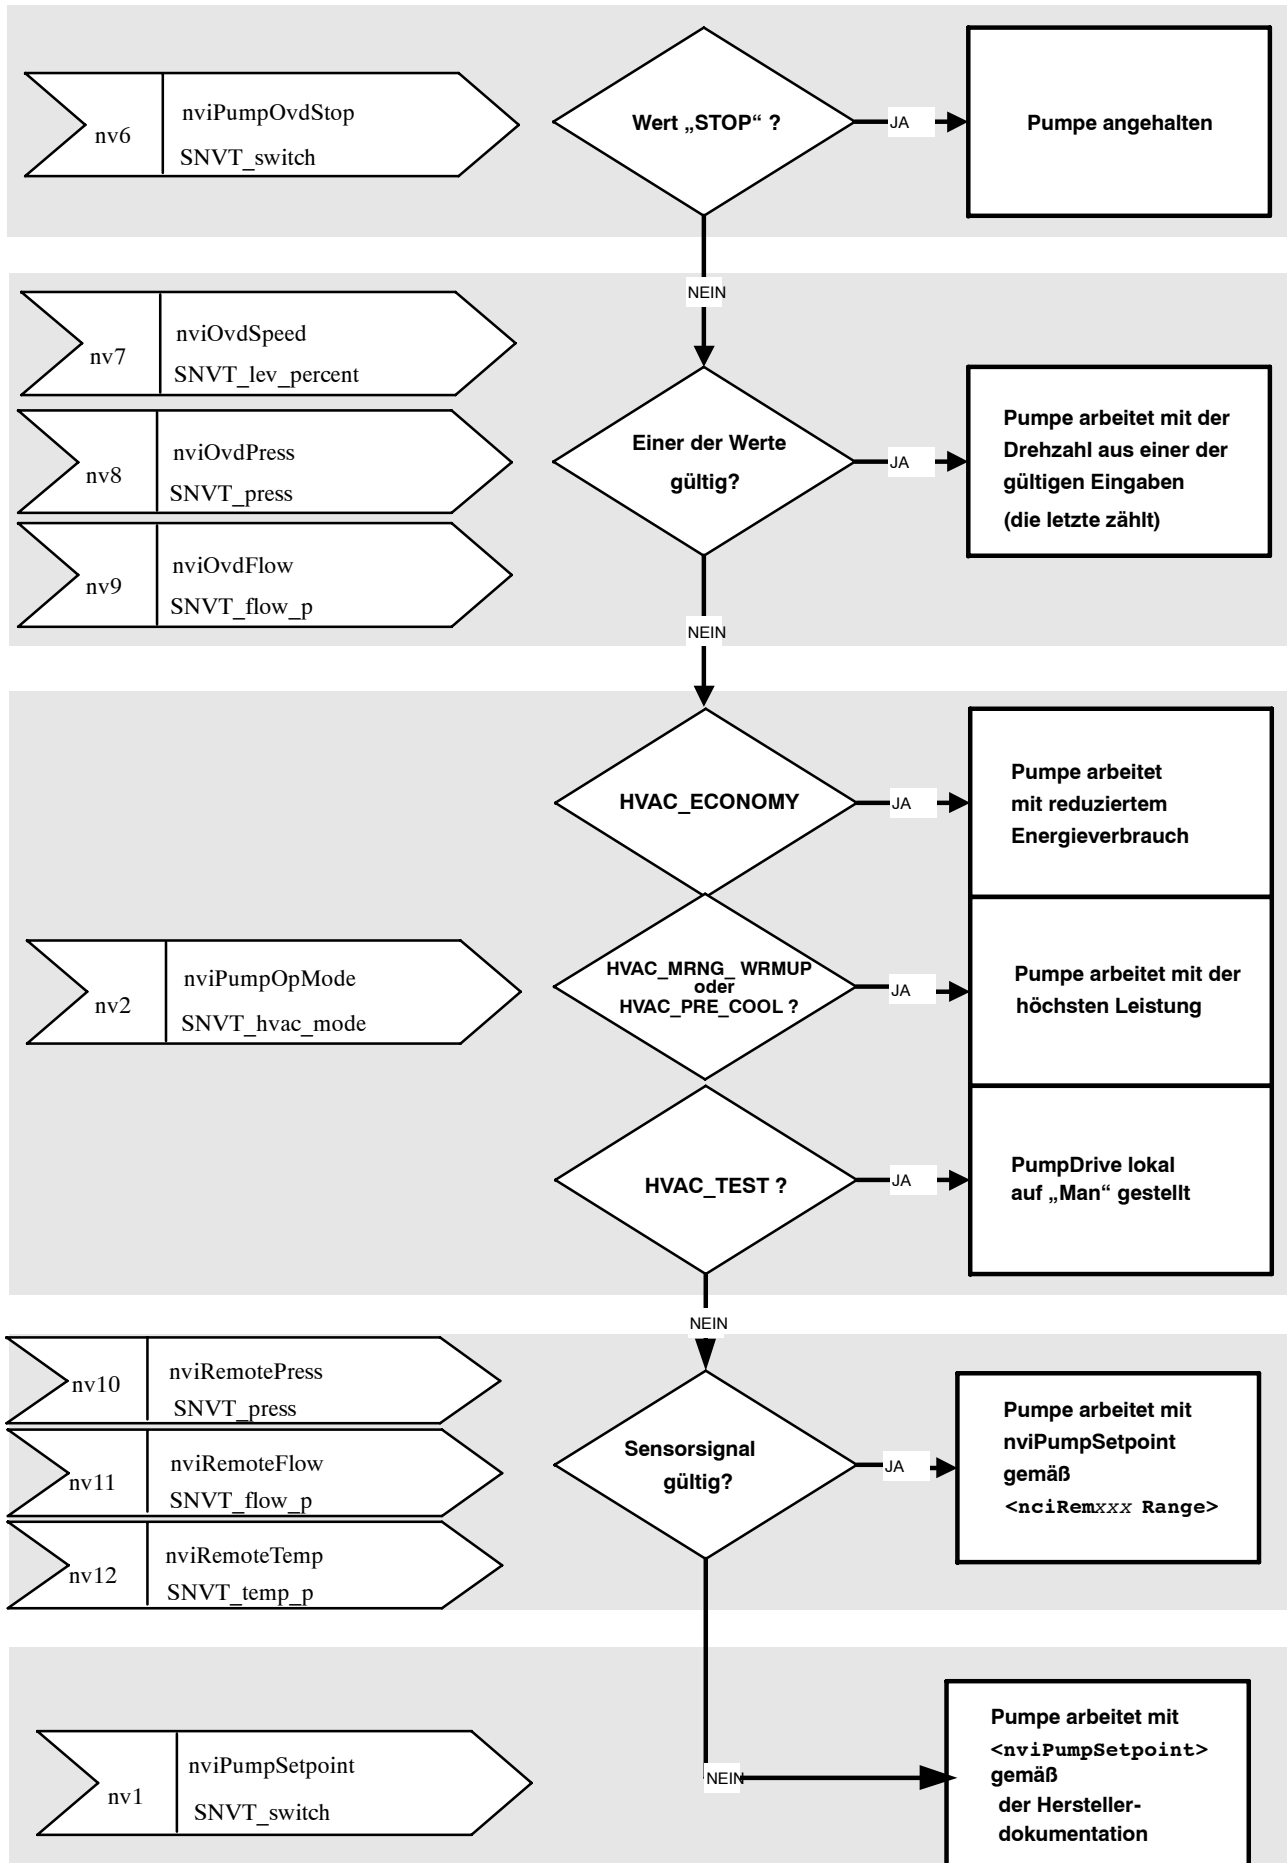 nv6
nviPumpOvdStop
SNVT_switch
Wert „STOP“ ?
JA
Pumpe angehalten
NEIN
nv7
nviOvdSpeed
SNVT_lev_percent
nv8
nviOvdPress
SNVT_press
nv9
nviOvdFlow
SNVT_flow_p
Einer der Werte
gültig?
JA
Pumpe arbeitet mit der
Drehzahl aus einer der
gültigen Eingaben
(die letzte zählt)
NEIN
HVAC_ECONOMY
JA
Pumpe arbeitet
mit reduziertem
Energieverbrauch
nv2
nviPumpOpMode
SNVT_hvac_mode
HVAC_MRNG_ WRMUP
oder
HVAC_PRE_COOL ?
JA
Pumpe arbeitet mit der
höchsten Leistung
HVAC_TEST ?
JA
PumpDrive lokal
auf „Man“ gestellt
NEIN
nv10
nviRemotePress
SNVT_press
nv11
nviRemoteFlow
SNVT_flow_p
nv12
nviRemoteTemp
SNVT_temp_p
Sensorsignal
gültig?
JA
Pumpe arbeitet mit
nviPumpSetpoint
gemäß
<nciRemxxx Range>
nv1
nviPumpSetpoint
SNVT_switch
NEIN
Pumpe arbeitet mit
<nviPumpSetpoint>
gemäß
der Hersteller-
dokumentation